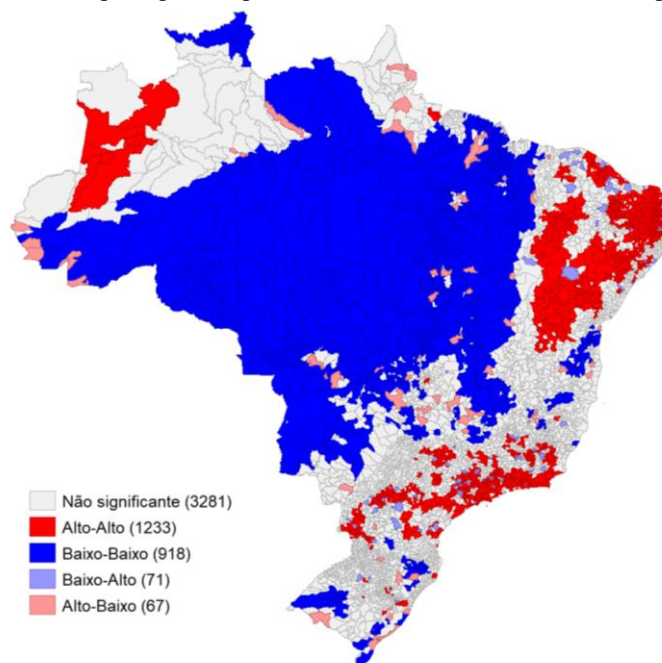 Não significante (3281)
Alto-Alto (1233)
Baixo-Baixo (918)
Baixo-Alto (71)
Alto-Baixo (67)